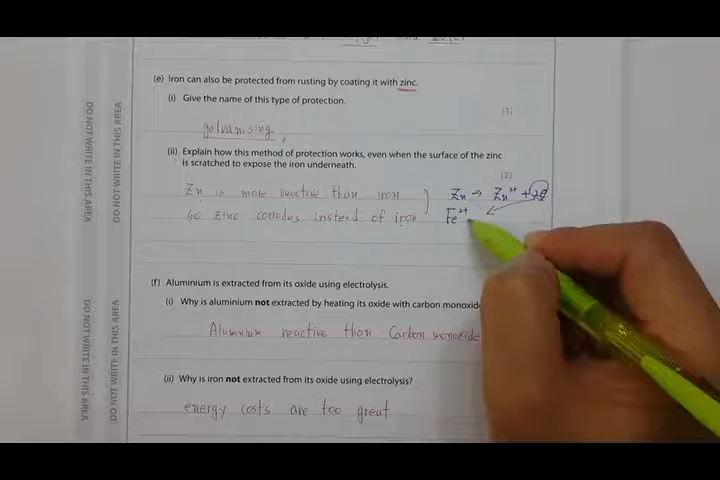 (e) Iron can also be protected from rusting by coating it with zinc.
(i) Give the name of this type of protection.
(1)
galvanising.
(ii) Explain how this method of protection works, even when the surface of the zinc
is scratched to expose the iron underneath.
(2)
Zn is more reactive than iron } Zn → Zn²⁺ + 2e
so zinc corrodes instead of iron Fe²⁺
(f) Aluminium is extracted from its oxide using electrolysis.
(i) Why is aluminium not extracted by heating its oxide with carbon monoxide
Aluminium reactive than Carbon monoxide
(ii) Why is iron not extracted from its oxide using electrolysis?
energy costs are too great
DO NOT WRITE IN THIS AREA
DO NOT WRITE IN THIS AREA
DO NOT WRITE IN THIS AREA
DO NOT WRITE IN THIS AREA